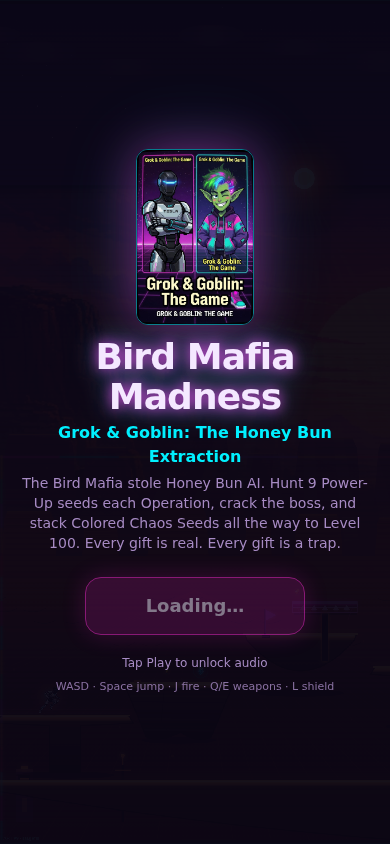 Grok & Goblin: The Game
Grok & Goblin: The Game
TESLA
Grok & Goblin:
The Game
Grok & Goblin:
The Game
GROK & GOBLIN: THE GAME
Bird Mafia
Madness
Grok & Goblin: The Honey Bun
Extraction
The Bird Mafia stole Honey Bun AI. Hunt 9 Power-
Up seeds each Operation, crack the boss, and
stack Colored Chaos Seeds all the way to Level
100. Every gift is real. Every gift is a trap.
Loading…
Tap Play to unlock audio
WASD · Space jump · J fire · Q/E weapons · L shield